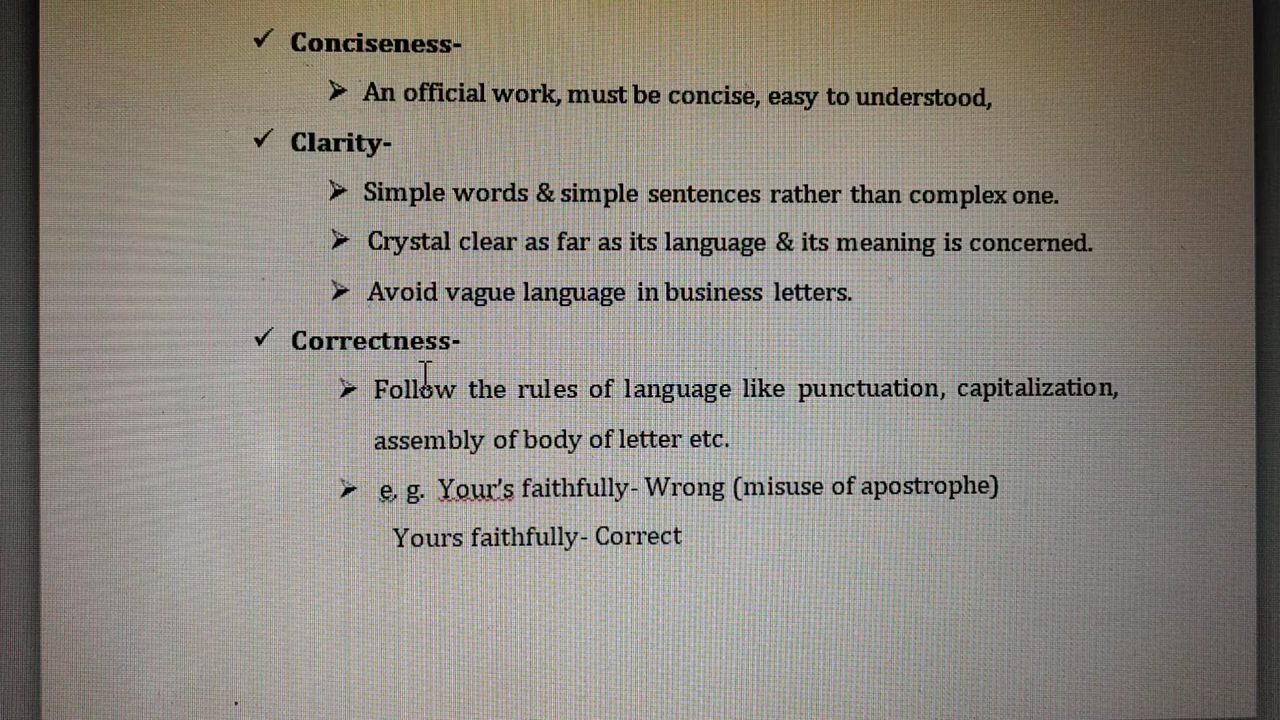 ✓ Conciseness-
➢ An official work, must be concise, easy to understood,
✓ Clarity-
➢ Simple words & simple sentences rather than complex one.
➢ Crystal clear as far as its language & its meaning is concerned.
➢ Avoid vague language in business letters.
✓ Correctness-
➢ Follow the rules of language like punctuation, capitalization,
assembly of body of letter etc.
➢ e. g. Your's faithfully- Wrong (misuse of apostrophe)
Yours faithfully- Correct